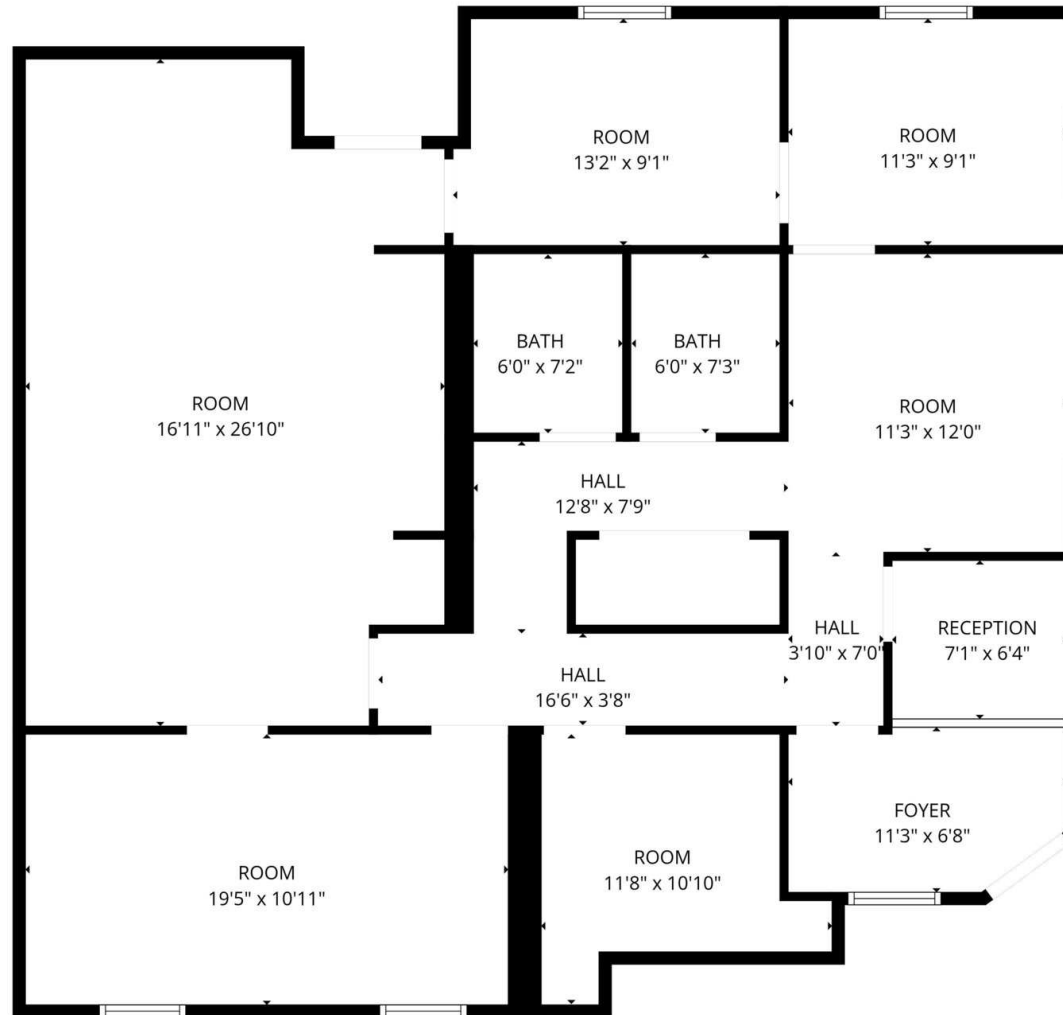 ROOM
13'2" x 9'1"
ROOM
11'3" x 9'1"
BATH
6'0" x 7'2"
BATH
6'0" x 7'3"
ROOM
16'11" x 26'10"
ROOM
11'3" x 12'0"
HALL
12'8" x 7'9"
HALL
3'10" x 7'0"
RECEPTION
7'1" x 6'4"
HALL
16'6" x 3'8"
FOYER
11'3" x 6'8"
ROOM
19'5" x 10'11"
ROOM
11'8" x 10'10"